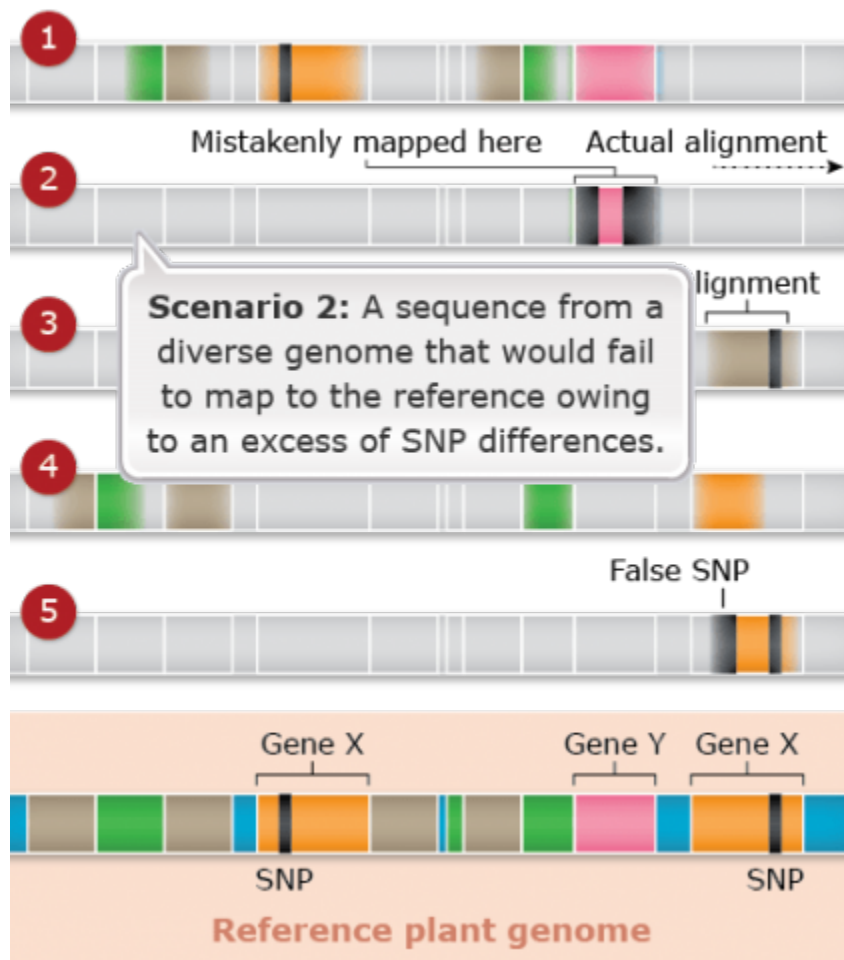 1
Mistakenly mapped here
Actual alignment
2
Scenario 2: A sequence from a
diverse genome that would fail
to map to the reference owing
to an excess of SNP differences.
lignment
3
4
False SNP
5
Gene X
Gene Y
Gene X
SNP
SNP
Reference plant genome